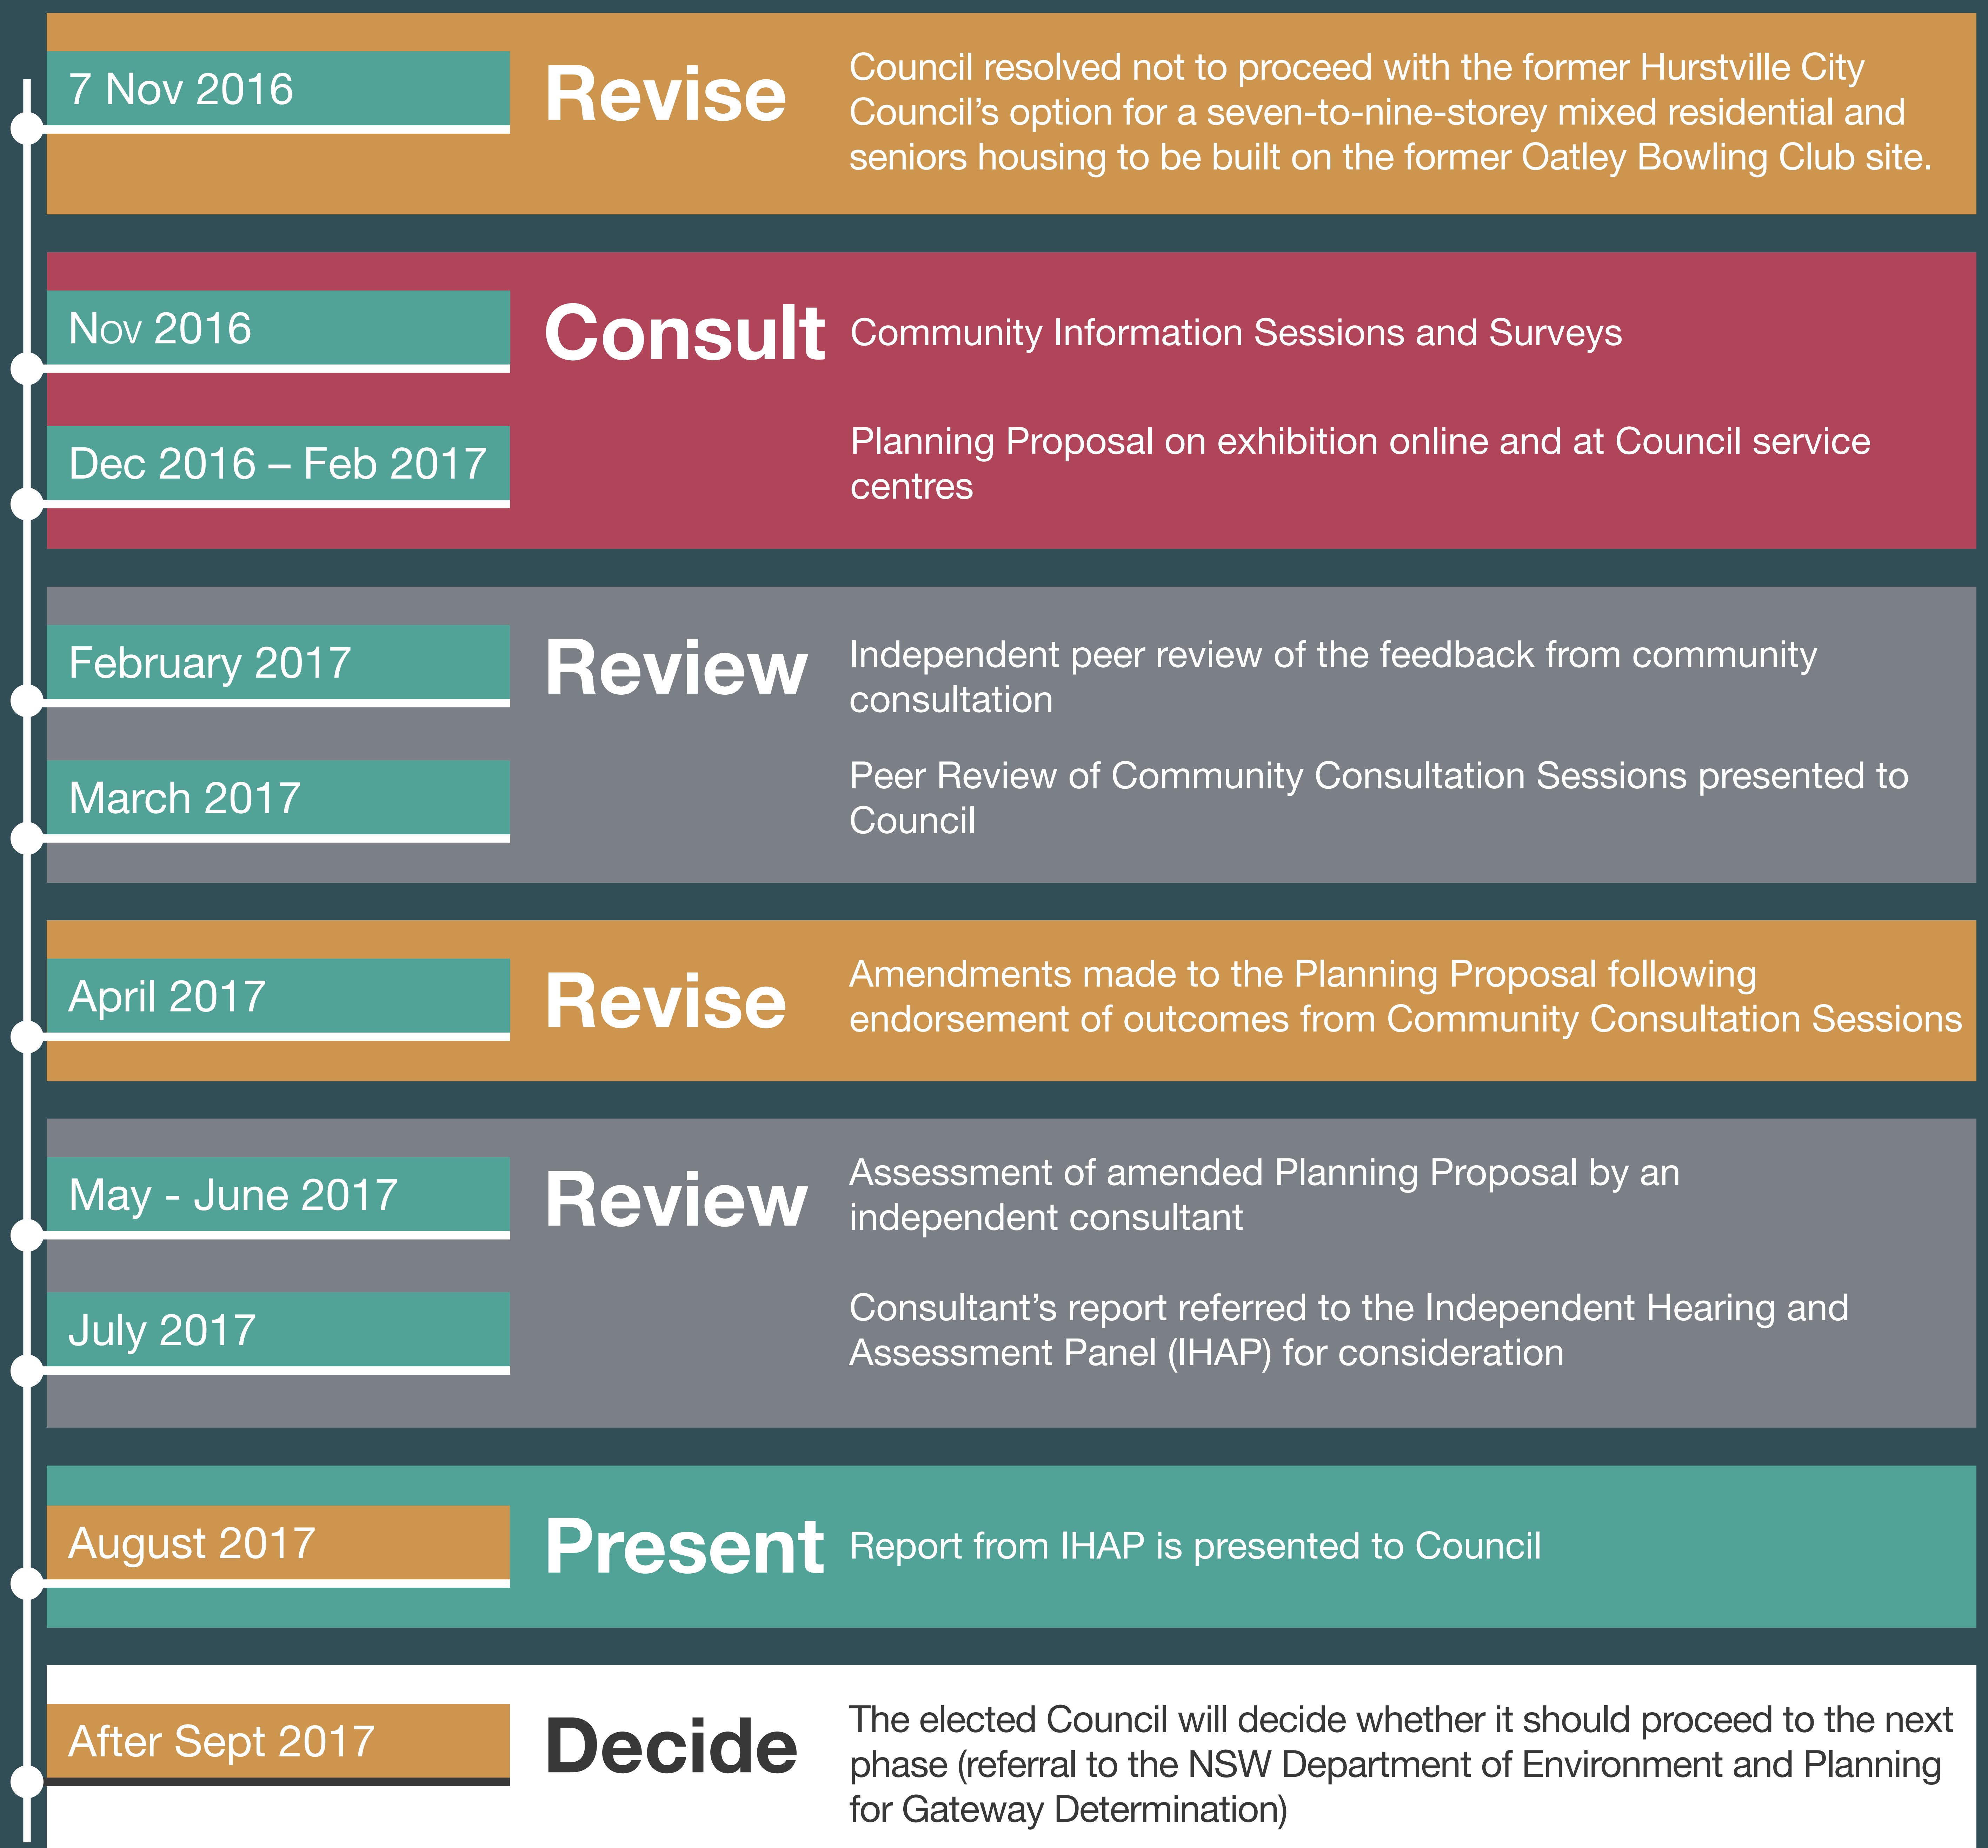 7 Nov 2016
Revise
Council resolved not to proceed with the former Hurstville City
Council’s option for a seven-to-nine-storey mixed residential and
seniors housing to be built on the former Oatley Bowling Club site.
Nov 2016
Consult
Community Information Sessions and Surveys
Dec 2016 – Feb 2017
Planning Proposal on exhibition online and at Council service
centres
February 2017
Review
Independent peer review of the feedback from community
consultation
March 2017
Peer Review of Community Consultation Sessions presented to
Council
April 2017
Revise
Amendments made to the Planning Proposal following
endorsement of outcomes from Community Consultation Sessions
May - June 2017
Review
Assessment of amended Planning Proposal by an
independent consultant
July 2017
Consultant’s report referred to the Independent Hearing and
Assessment Panel (IHAP) for consideration
August 2017
Present
Report from IHAP is presented to Council
After Sept 2017
Decide
The elected Council will decide whether it should proceed to the next
phase (referral to the NSW Department of Environment and Planning
for Gateway Determination)